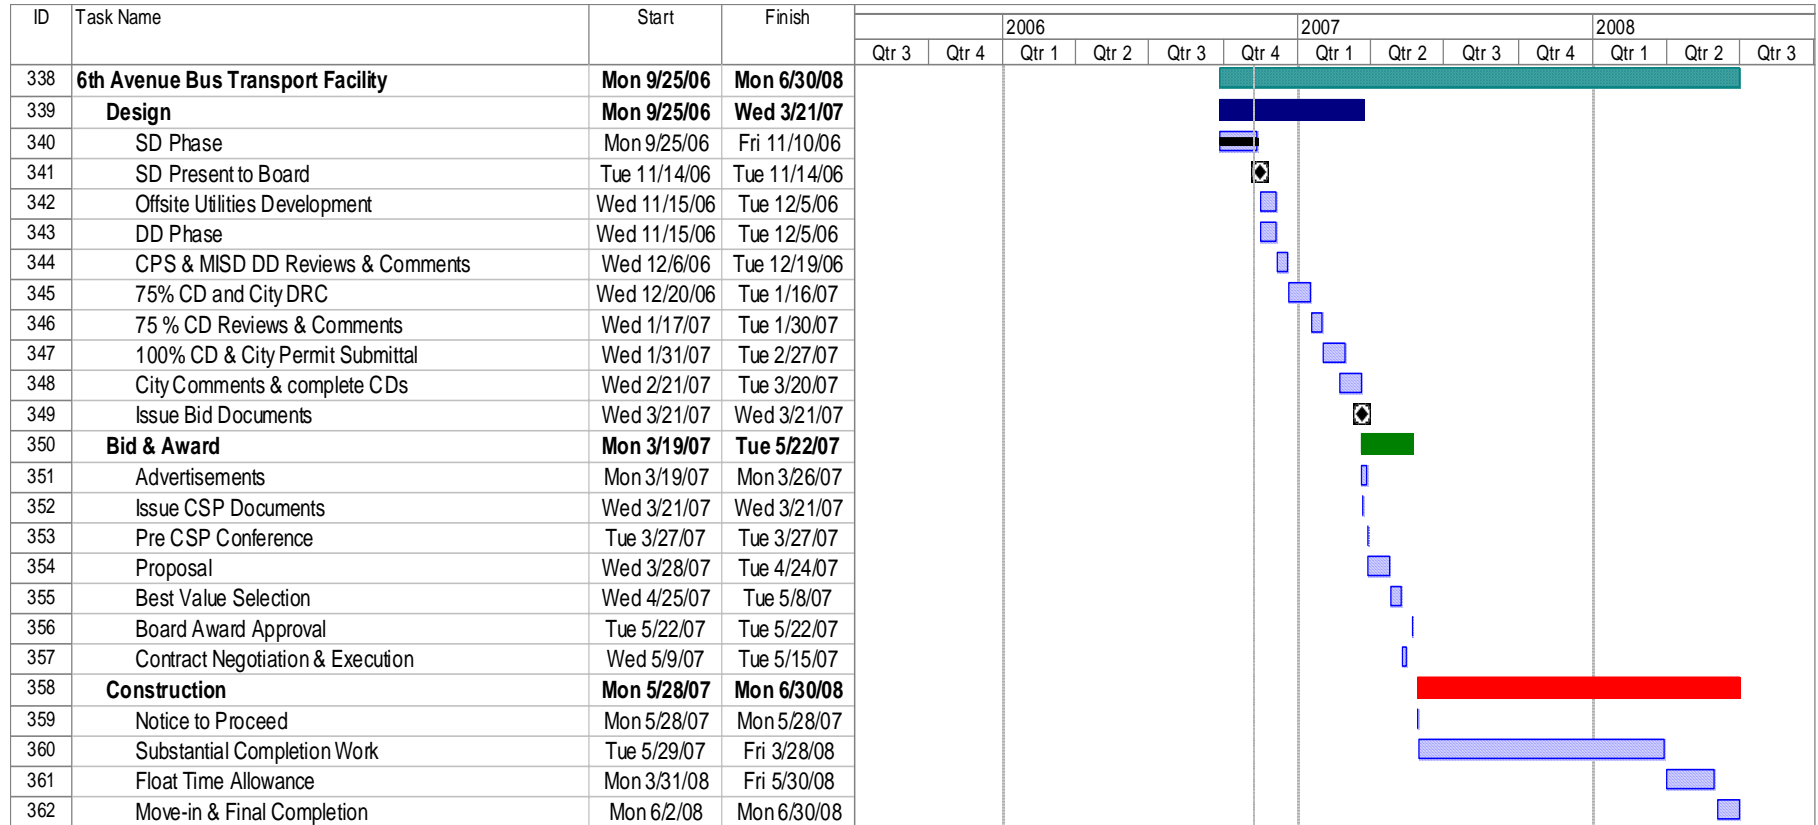 ID Task Name Start Finish
2006 2007 2008
Qtr 3 Qtr 4 Qtr 1 Qtr 2 Qtr 3 Qtr 4 Qtr 1 Qtr 2 Qtr 3 Qtr 4 Qtr 1 Qtr 2 Qtr 3
338 6th Avenue Bus Transport Facility Mon 9/25/06 Mon 6/30/08
339 Design Mon 9/25/06 Wed 3/21/07
340 SD Phase Mon 9/25/06 Fri 11/10/06
341 SD Present to Board Tue 11/14/06 Tue 11/14/06
342 Offsite Utilities Development Wed 11/15/06 Tue 12/5/06
343 DD Phase Wed 11/15/06 Tue 12/5/06
344 CPS & MISD DD Reviews & Comments Wed 12/6/06 Tue 12/19/06
345 75% CD and City DRC Wed 12/20/06 Tue 1/16/07
346 75 % CD Reviews & Comments Wed 1/17/07 Tue 1/30/07
347 100% CD & City Permit Submittal Wed 1/31/07 Tue 2/27/07
348 City Comments & complete CDs Wed 2/21/07 Tue 3/20/07
349 Issue Bid Documents Wed 3/21/07 Wed 3/21/07
350 Bid & Award Mon 3/19/07 Tue 5/22/07
351 Advertisements Mon 3/19/07 Mon 3/26/07
352 Issue CSP Documents Wed 3/21/07 Wed 3/21/07
353 Pre CSP Conference Tue 3/27/07 Tue 3/27/07
354 Proposal Wed 3/28/07 Tue 4/24/07
355 Best Value Selection Wed 4/25/07 Tue 5/8/07
356 Board Award Approval Tue 5/22/07 Tue 5/22/07
357 Contract Negotiation & Execution Wed 5/9/07 Tue 5/15/07
358 Construction Mon 5/28/07 Mon 6/30/08
359 Notice to Proceed Mon 5/28/07 Mon 5/28/07
360 Substantial Completion Work Tue 5/29/07 Fri 3/28/08
361 Float Time Allowance Mon 3/31/08 Fri 5/30/08
362 Move-in & Final Completion Mon 6/2/08 Mon 6/30/08